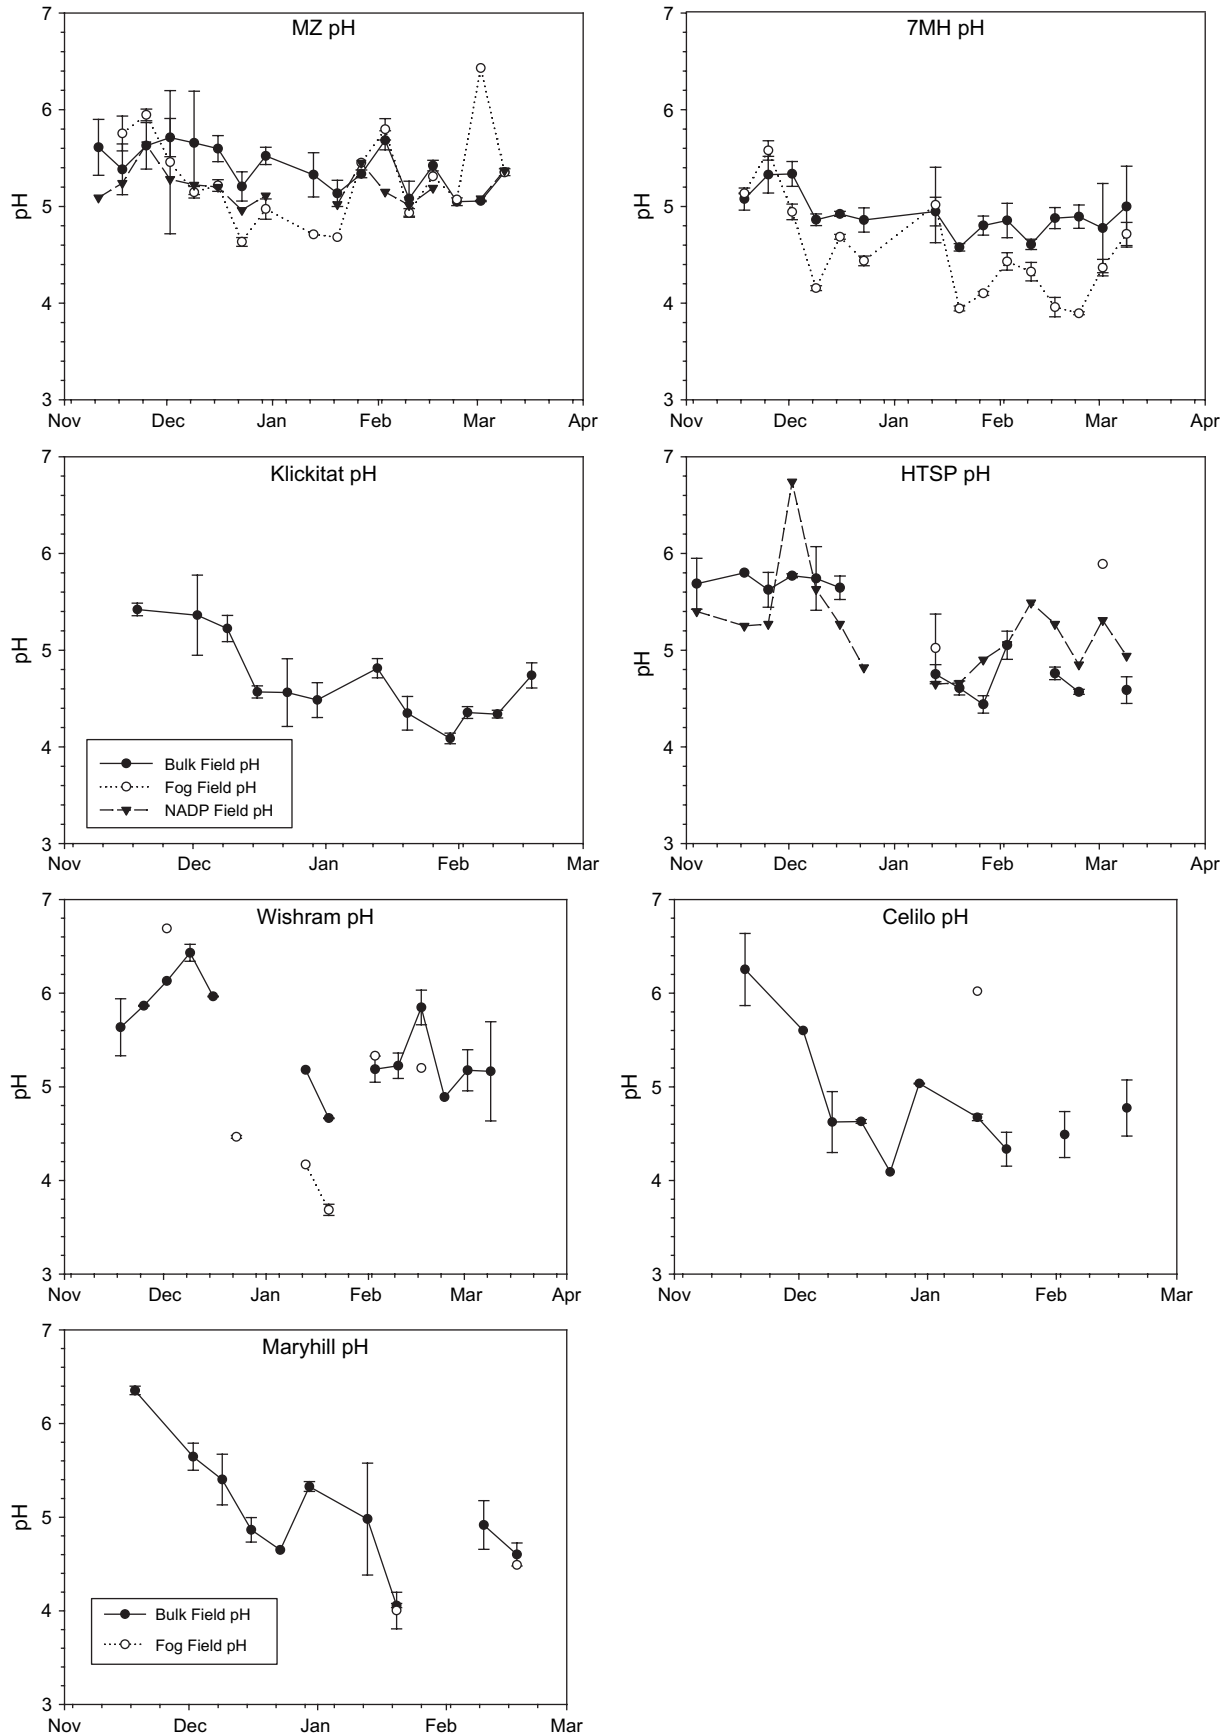 MZ pH
7
6
5
4
3
pH
Nov Dec Jan Feb Mar Apr
7MH pH
7
6
5
4
3
pH
Nov Dec Jan Feb Mar Apr
Klickitat pH
7
6
5
4
3
pH
Bulk Field pH
Fog Field pH
NADP Field pH
Nov Dec Jan Feb Mar
HTSP pH
7
6
5
4
3
pH
Nov Dec Jan Feb Mar Apr
Wishram pH
7
6
5
4
3
pH
Nov Dec Jan Feb Mar Apr
Celilo pH
7
6
5
4
3
pH
Nov Dec Jan Feb Mar
Maryhill pH
7
6
5
4
3
pH
Bulk Field pH
Fog Field pH
Nov Dec Jan Feb Mar